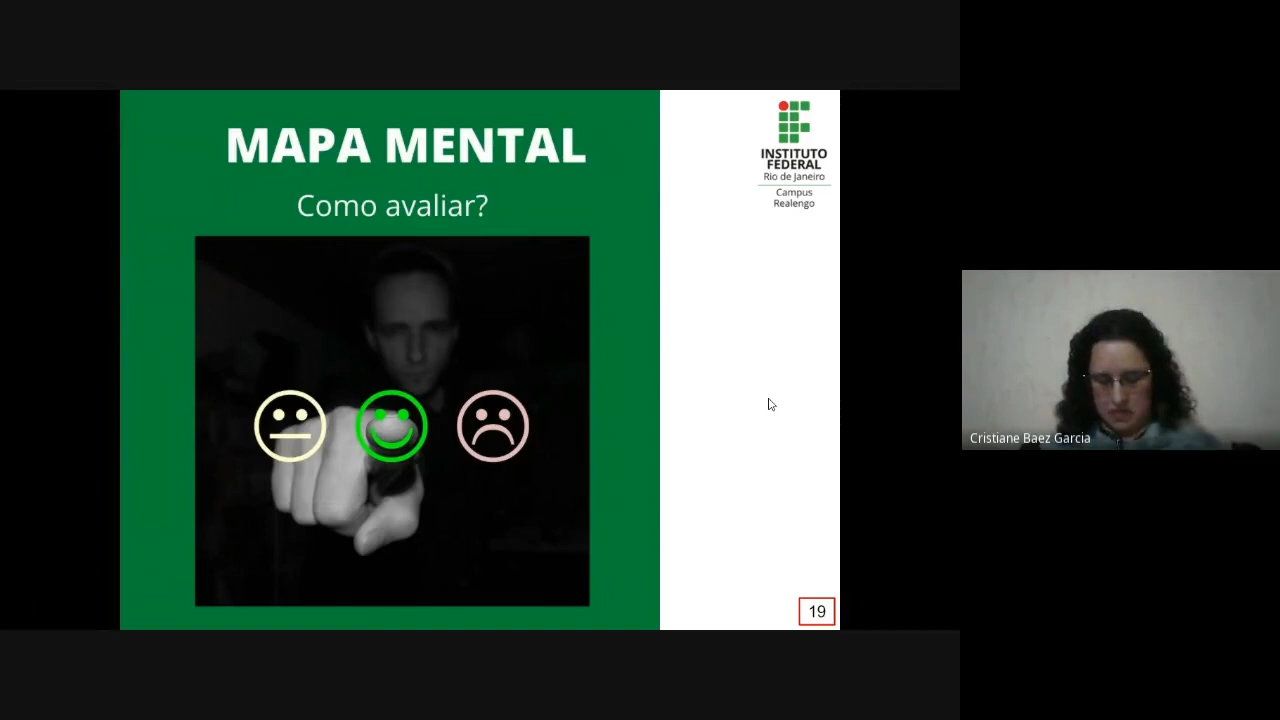 MAPA MENTAL
Como avaliar?
INSTITUTO
FEDERAL
Rio de Janeiro
Campus
Realengo
Cristiane Baez Garcia
19